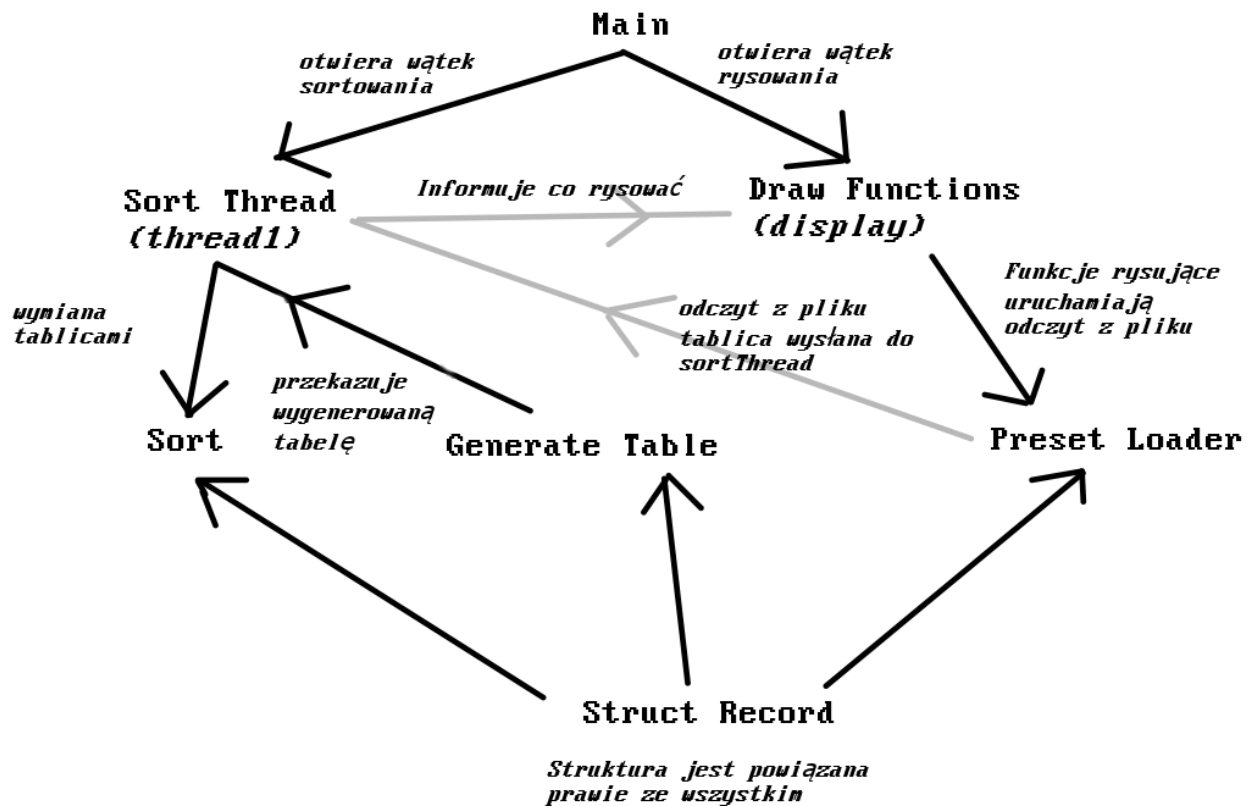 Main
otwiera wątek
sortowania
otwiera wątek
rysowania
Sort Thread
(thread1)
Informuje co rysować
Draw Functions
(display)
wymiana
tablicami
przekazuje
wygenerowaną
tabelę
odczyt z pliku
tablica wysłana do
sortThread
Funkcje rysujące
uruchamiają
odczyt z pliku
Sort
Generate Table
Preset Loader
Struct Record
Struktura jest powiązana
prawie ze wszystkim